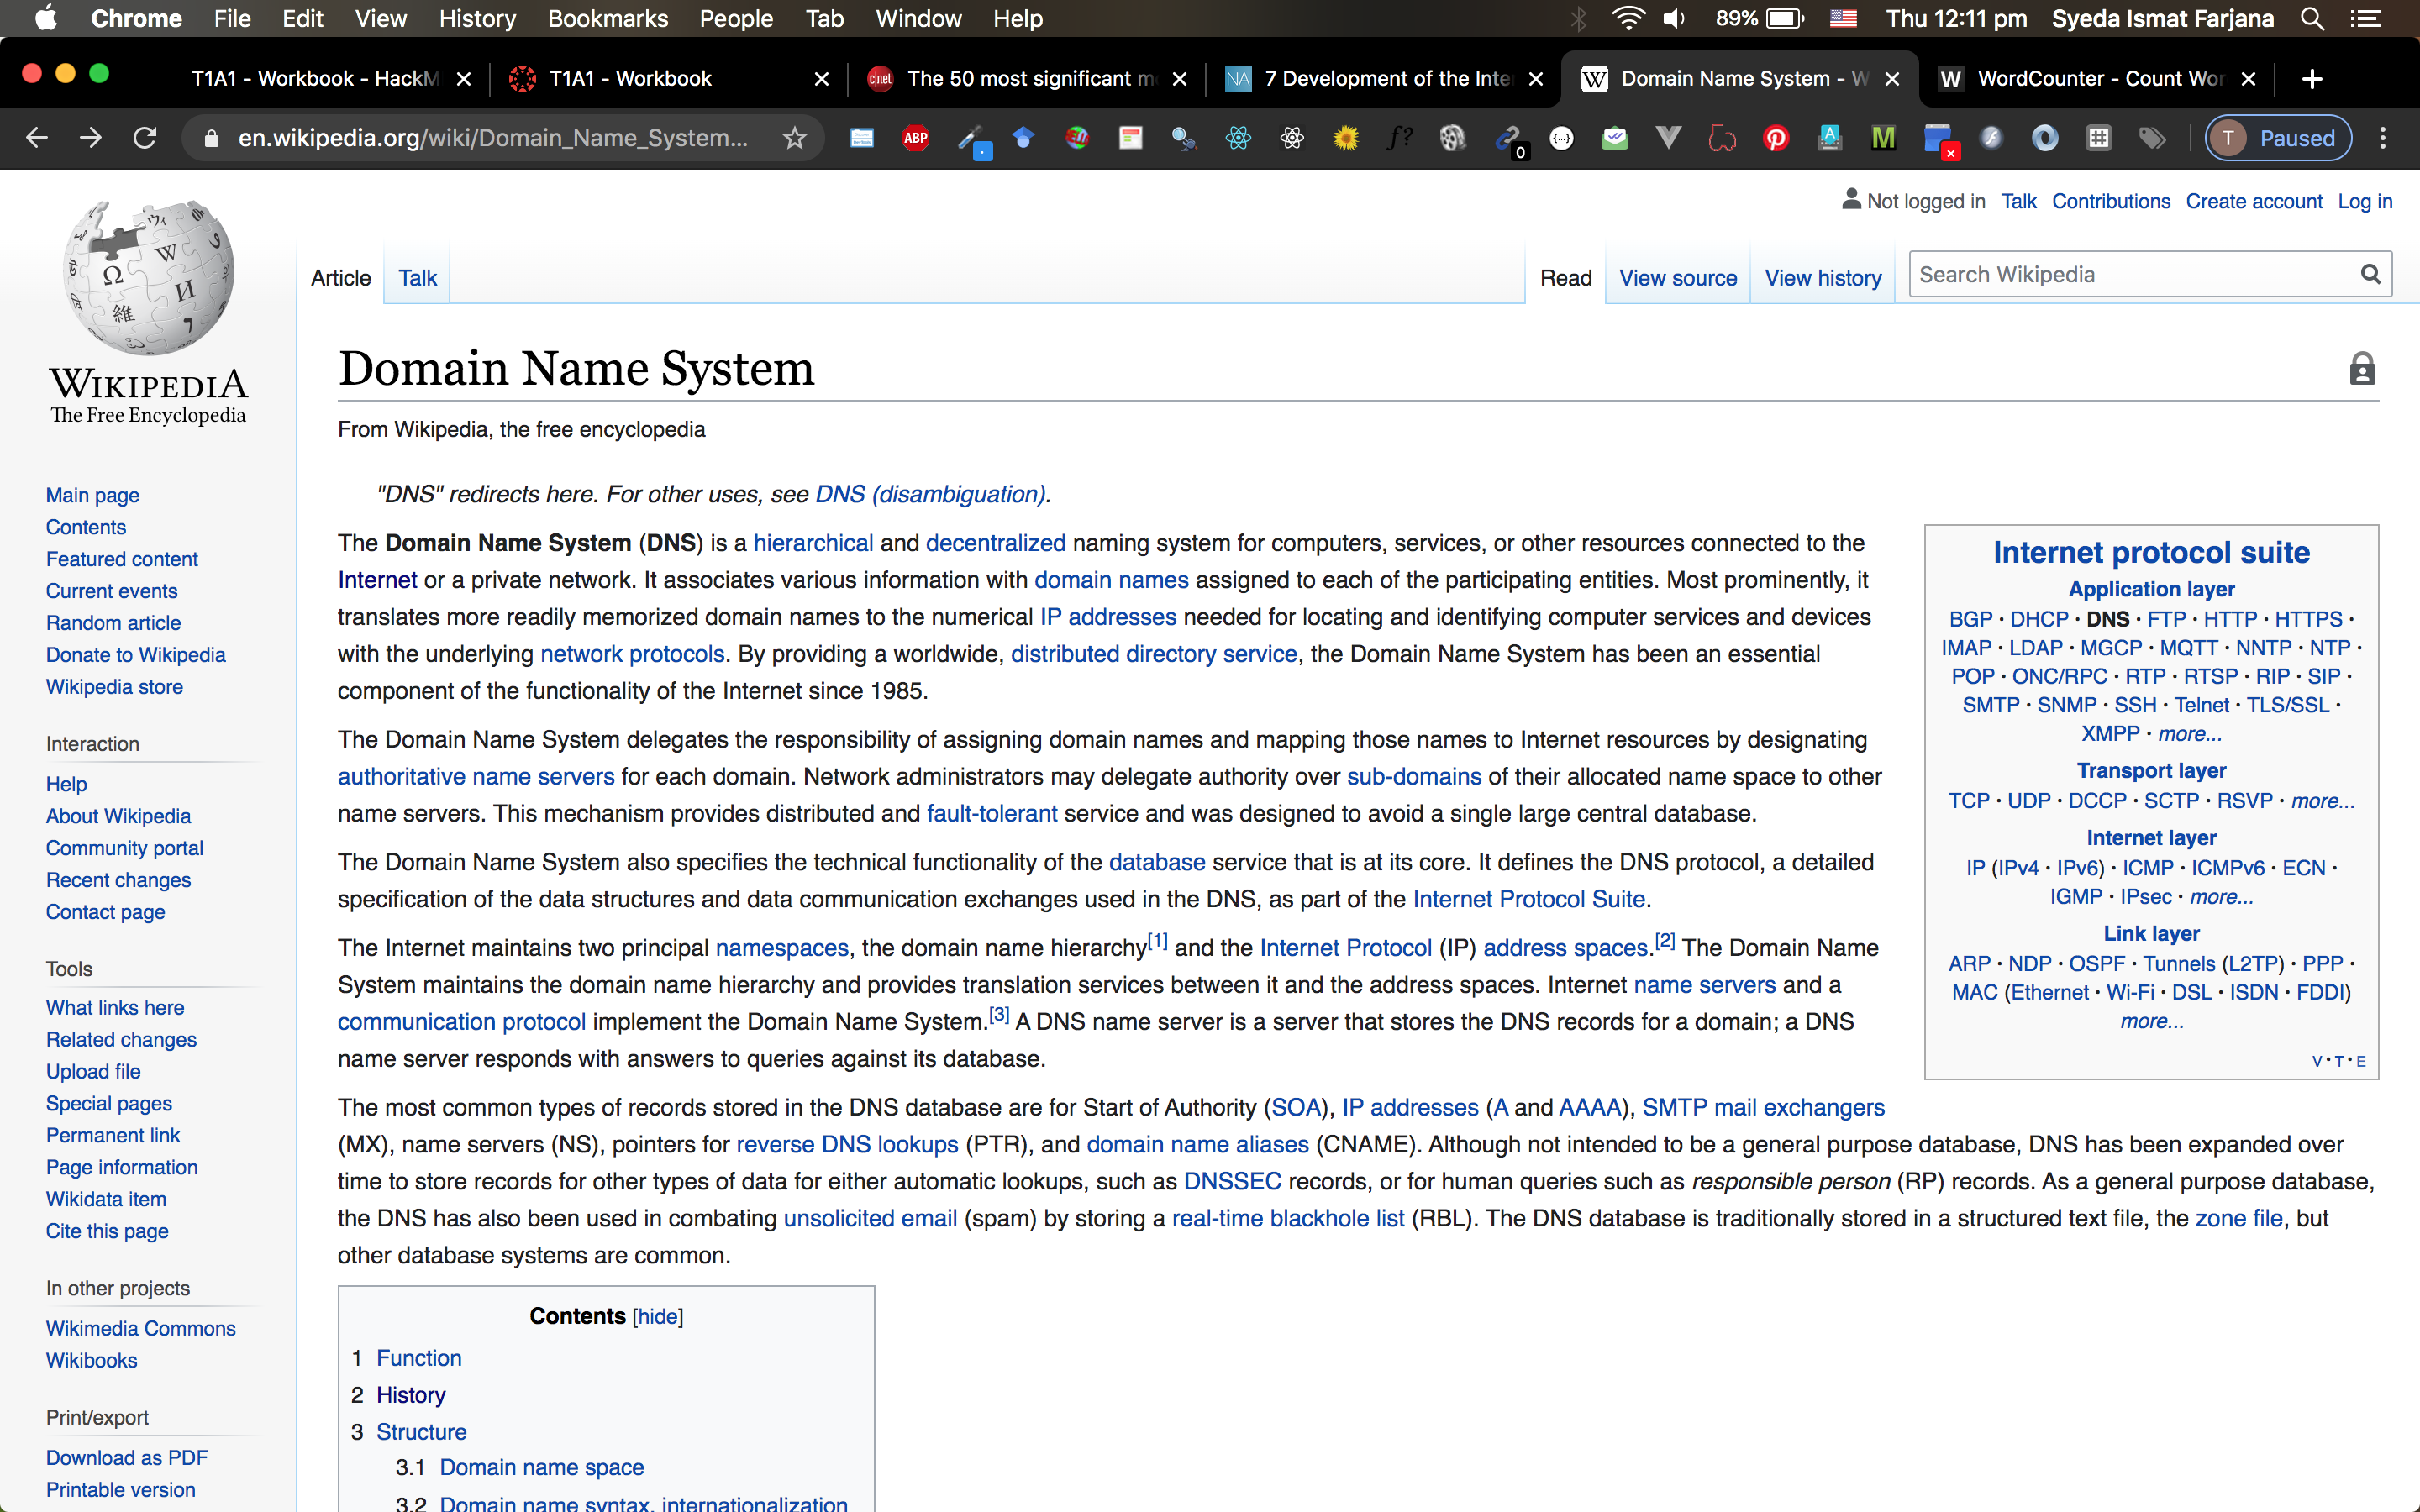 Chrome File Edit View History Bookmarks People Tab Window Help 89% Thu 12:11 pm Syeda Ismat Farjana
T1A1 - Workbook - HackM T1A1 - Workbook The 50 most significant m 7 Development of the Inte Domain Name System - W WordCounter - Count Wor
en.wikipedia.org/wiki/Domain_Name_System... ABP f? 0 M T Paused
Not logged in Talk Contributions Create account Log in
Article Talk Read View source View history Search Wikipedia
WIKIPEDIA
The Free Encyclopedia
Main page
Contents
Featured content
Current events
Random article
Donate to Wikipedia
Wikipedia store
Interaction
Help
About Wikipedia
Community portal
Recent changes
Contact page
Tools
What links here
Related changes
Upload file
Special pages
Permanent link
Page information
Wikidata item
Cite this page
In other projects
Wikimedia Commons
Wikibooks
Print/export
Download as PDF
Printable version
Domain Name System
From Wikipedia, the free encyclopedia
"DNS" redirects here. For other uses, see DNS (disambiguation).
The Domain Name System (DNS) is a hierarchical and decentralized naming system for computers, services, or other resources connected to the
Internet or a private network. It associates various information with domain names assigned to each of the participating entities. Most prominently, it
translates more readily memorized domain names to the numerical IP addresses needed for locating and identifying computer services and devices
with the underlying network protocols. By providing a worldwide, distributed directory service, the Domain Name System has been an essential
component of the functionality of the Internet since 1985.
The Domain Name System delegates the responsibility of assigning domain names and mapping those names to Internet resources by designating
authoritative name servers for each domain. Network administrators may delegate authority over sub-domains of their allocated name space to other
name servers. This mechanism provides distributed and fault-tolerant service and was designed to avoid a single large central database.
The Domain Name System also specifies the technical functionality of the database service that is at its core. It defines the DNS protocol, a detailed
specification of the data structures and data communication exchanges used in the DNS, as part of the Internet Protocol Suite.
The Internet maintains two principal namespaces, the domain name hierarchy[1] and the Internet Protocol (IP) address spaces.[2] The Domain Name
System maintains the domain name hierarchy and provides translation services between it and the address spaces. Internet name servers and a
communication protocol implement the Domain Name System.[3] A DNS name server is a server that stores the DNS records for a domain; a DNS
name server responds with answers to queries against its database.
The most common types of records stored in the DNS database are for Start of Authority (SOA), IP addresses (A and AAAA), SMTP mail exchangers
(MX), name servers (NS), pointers for reverse DNS lookups (PTR), and domain name aliases (CNAME). Although not intended to be a general purpose database, DNS has been expanded over
time to store records for other types of data for either automatic lookups, such as DNSSEC records, or for human queries such as responsible person (RP) records. As a general purpose database,
the DNS has also been used in combating unsolicited email (spam) by storing a real-time blackhole list (RBL). The DNS database is traditionally stored in a structured text file, the zone file, but
other database systems are common.
Internet protocol suite
Application layer
BGP · DHCP · DNS · FTP · HTTP · HTTPS ·
IMAP · LDAP · MGCP · MQTT · NNTP · NTP ·
POP · ONC/RPC · RTP · RTSP · RIP · SIP ·
SMTP · SNMP · SSH · Telnet · TLS/SSL ·
XMPP · more...
Transport layer
TCP · UDP · DCCP · SCTP · RSVP · more...
Internet layer
IP (IPv4 · IPv6) · ICMP · ICMPv6 · ECN ·
IGMP · IPsec · more...
Link layer
ARP · NDP · OSPF · Tunnels (L2TP) · PPP ·
MAC (Ethernet · Wi-Fi · DSL · ISDN · FDDI)
more...
V · T · E
Contents [hide]
1 Function
2 History
3 Structure
3.1 Domain name space
3.2 Domain name syntax, internationalization